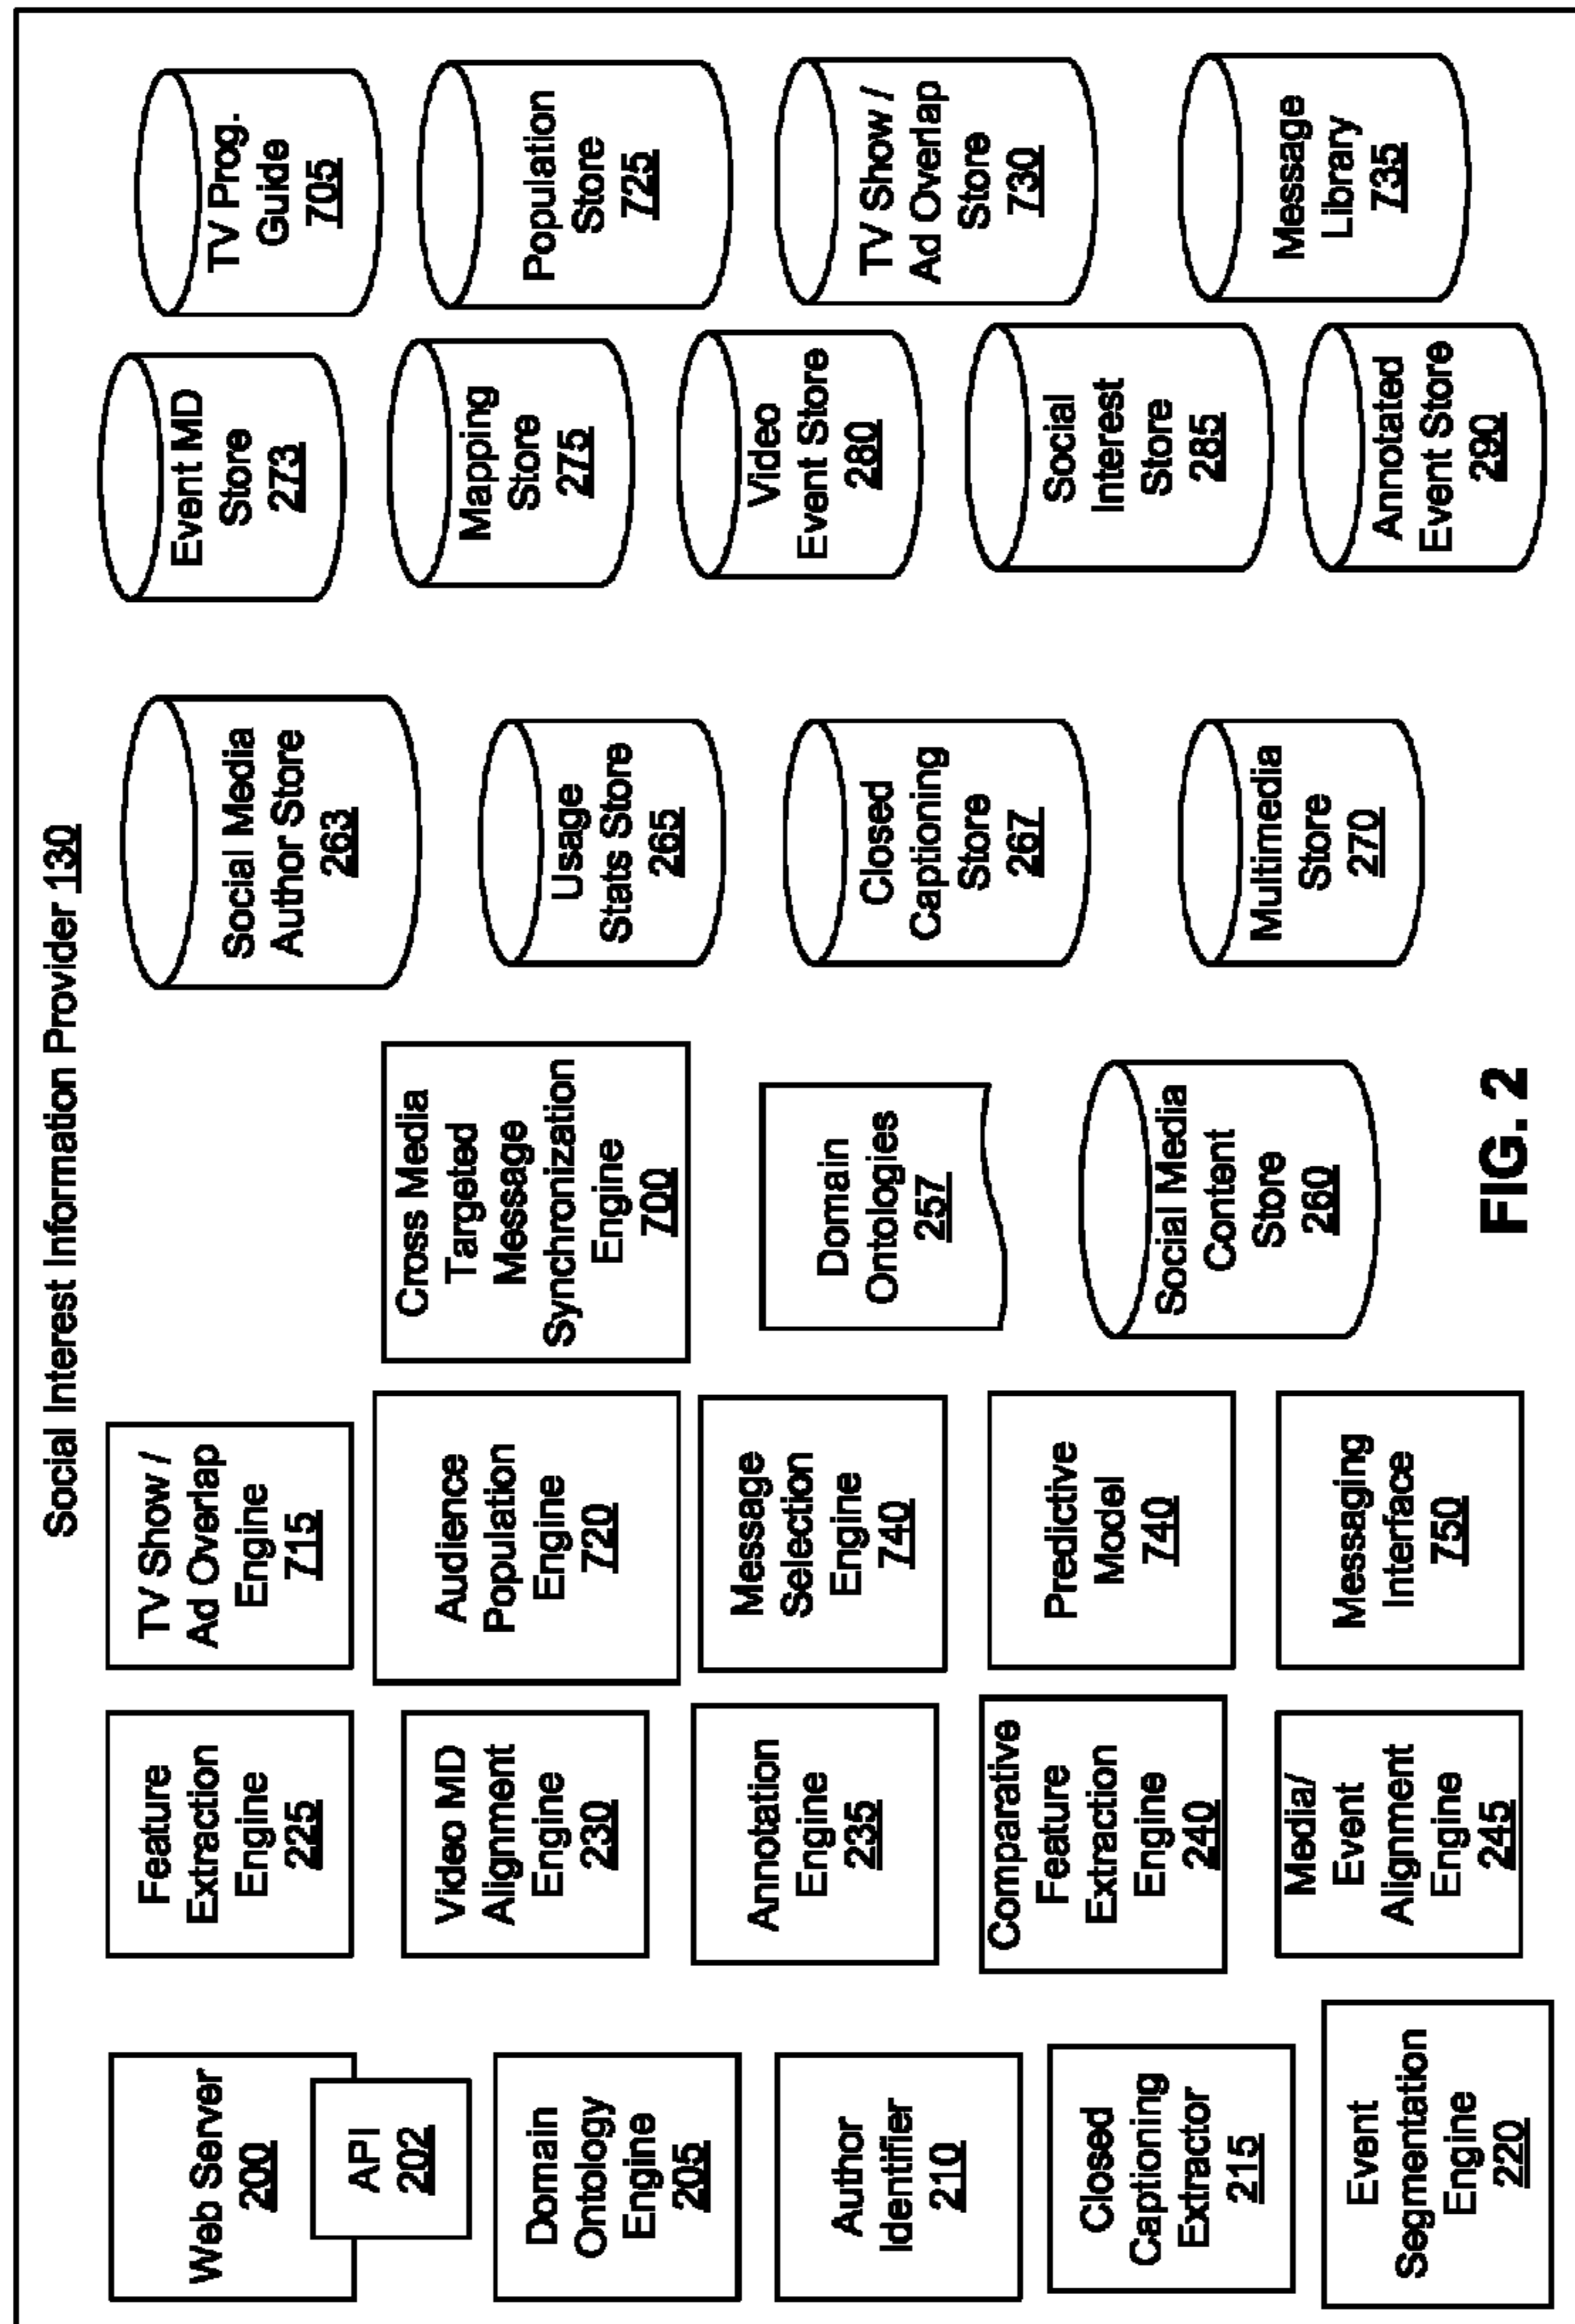 Social Interest Information Provider 130
Web Server
200
API
202
Domain
Ontology
Engine
205
Author
Identifier
210
Closed
Captioning
Extractor
215
Event
Segmentation
Engine
220
Feature
Extraction
Engine
225
Video MD
Alignment
Engine
230
Annotation
Engine
235
Comparative
Feature
Extraction
Engine
240
Media/
Event
Alignment
Engine
245
TV Show /
Ad Overlap
Engine
715
Audience
Population
Engine
720
Message
Selection
Engine
740
Predictive
Model
740
Messaging
Interface
750
Cross Media
Targeted
Message
Synchronization
Engine
700
Domain
Ontologies
257
Social Media
Content
Store
260
Social Media
Author Store
263
Usage
Stats Store
265
Closed
Captioning
Store
267
Multimedia
Store
270
Event MD
Store
273
Mapping
Store
275
Video
Event Store
280
Social
Interest
Store
285
Annotated
Event Store
290
TV Prog.
Guide
705
Population
Store
725
TV Show /
Ad Overlap
Store
730
Message
Library
735
FIG. 2